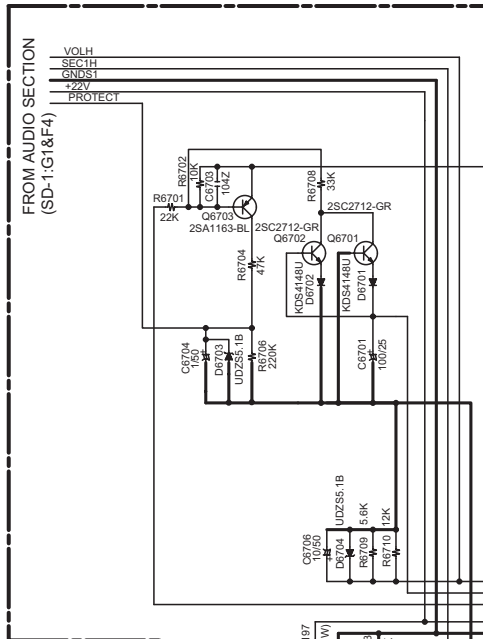 FROM AUDIO SECTION
(SD-1:G1&F4)
VOLH
SEC1H
GNDS1
+22V
PROTECT
R6701
22K
R6702
10K
C6703
104Z
Q6703
2SA1163-BL
R6704
47K
R6708
33K
2SC2712-GR
Q6702
2SC2712-GR
Q6701
KDS4148U
D6702
KDS4148U
D6701
C6704
1/50
+
D6703
UDZS5.1B
R6706
220K
C6701
100/25
+
C6706
10/50
+
D6704
UDZS5.1B
R6709
5.6K
R6710
12K
197
W)
B